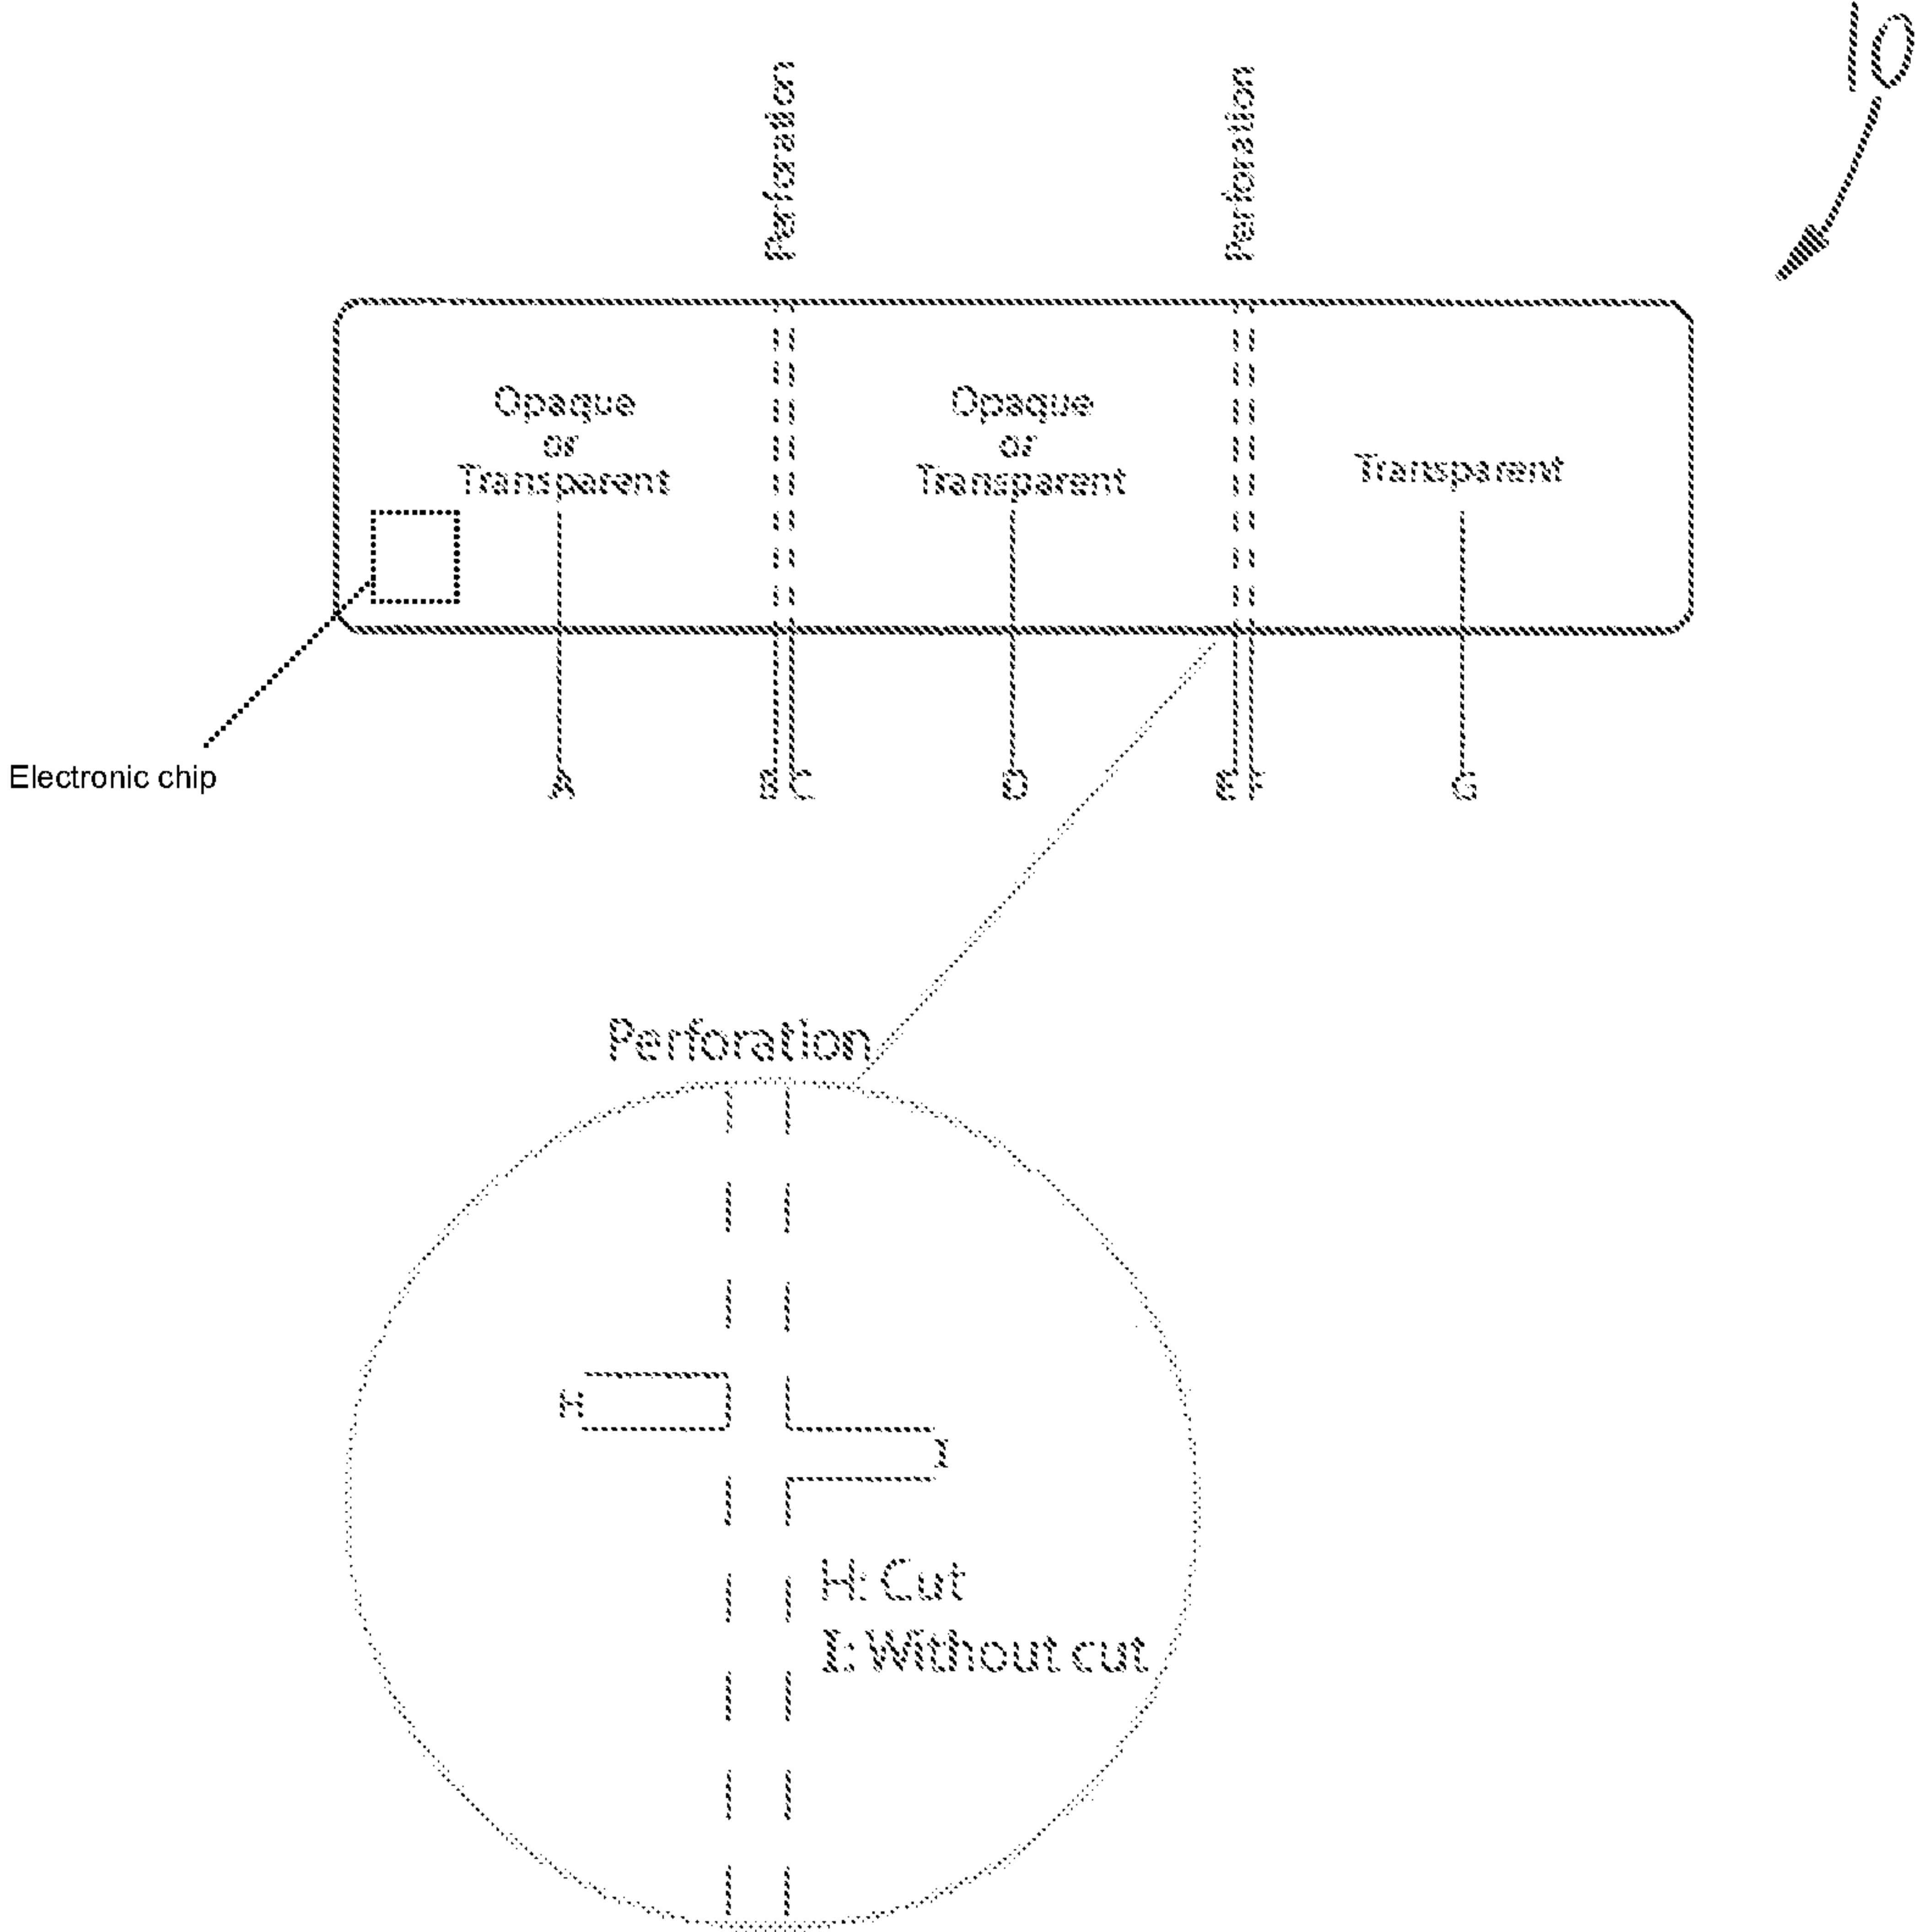 10
Perforation
Perforation
Opaque
or
Transparent
Opaque
or
Transparent
Transparent
Electronic chip
A
B C
D
E F
G
Perforation
H
I
H: Cut
I: Without cut